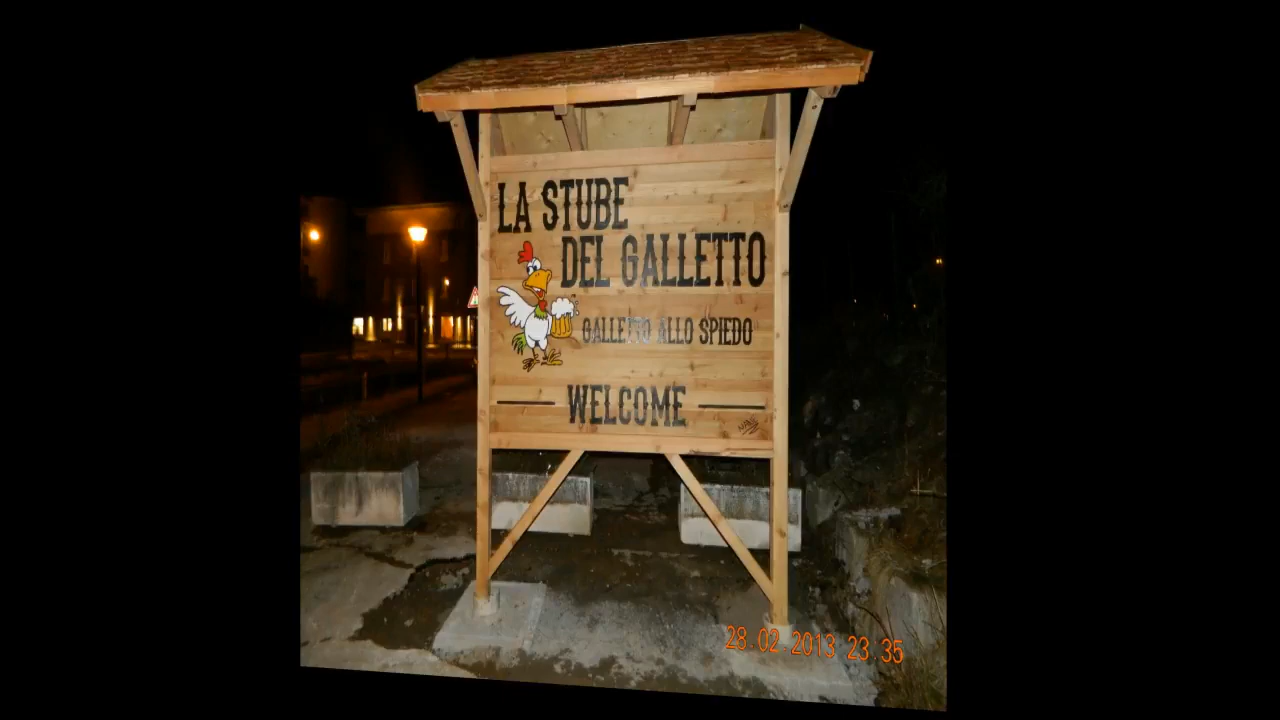 LA STUBE
DEL GALLETTO
GALLETTO ALLO SPIEDO
WELCOME
28.02.2013 23:35